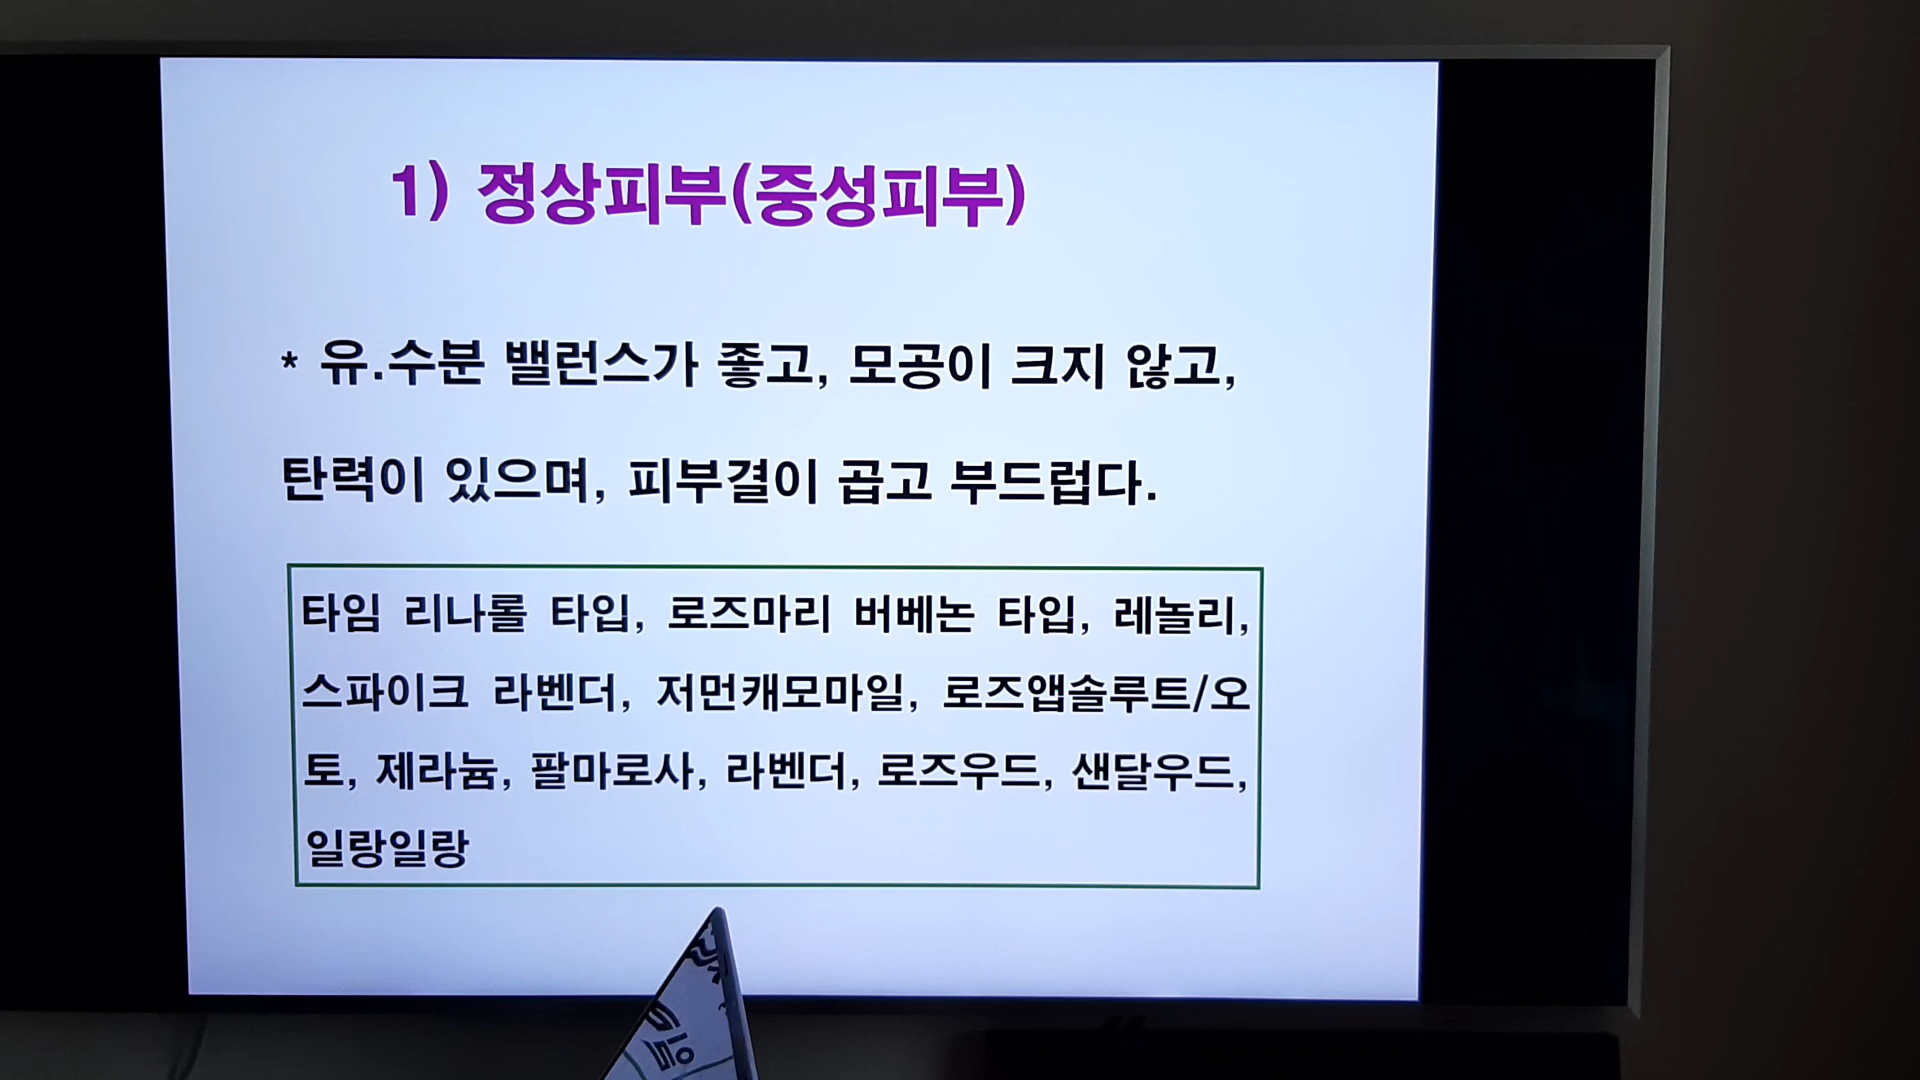 1) 정상피부(중성피부)
* 유.수분 밸런스가 좋고, 모공이 크지 않고,
탄력이 있으며, 피부결이 곱고 부드럽다.
타임 리나롤 타입, 로즈마리 버베논 타입, 레놀리,
스파이크 라벤더, 저먼캐모마일, 로즈앱솔루트/오
토, 제라늄, 팔마로사, 라벤더, 로즈우드, 샌달우드,
일랑일랑